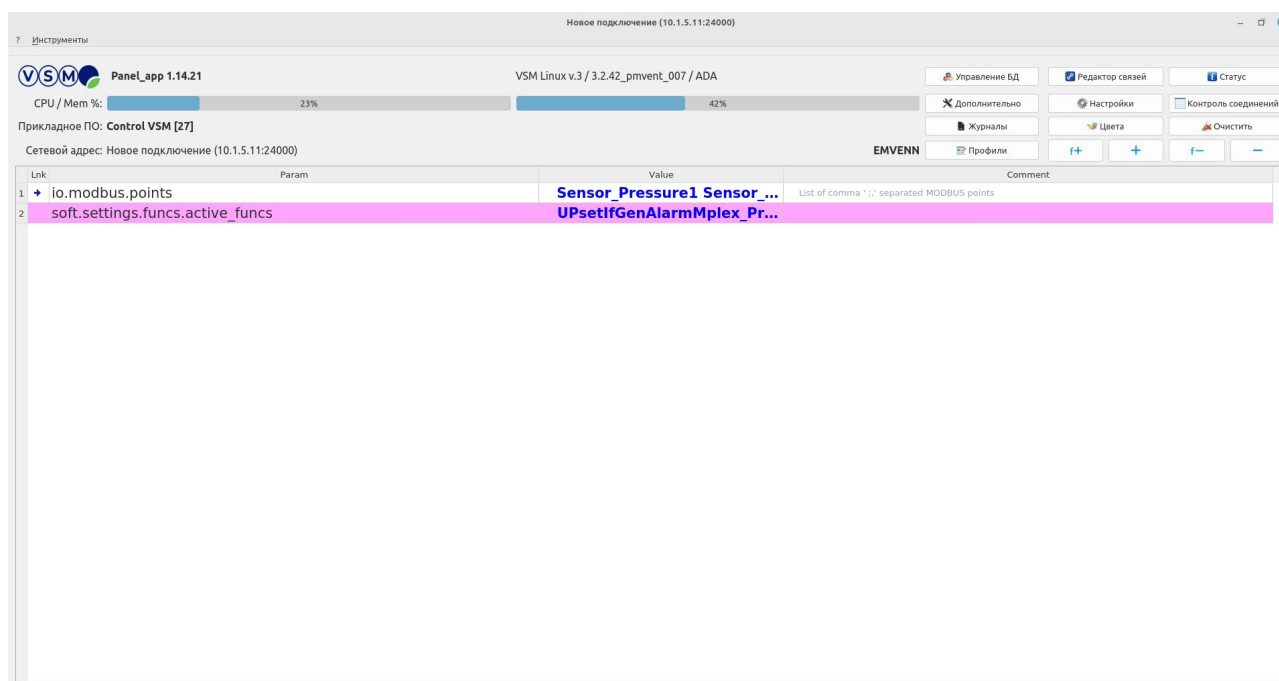 Новое подключение (10.1.5.11:24000)
? Инструменты
VSM Panel_app 1.14.21 VSM Linux v.3 / 3.2.42_pmvent_007 / ADA Управление БД Редактор связей Статус
CPU / Mem %: 23% 42% Дополнительно Настройки Контроль соединений
Прикладное ПО: Control VSM [27] Журналы Цвета Очистить
Сетевой адрес: Новое подключение (10.1.5.11:24000) EMVENN Профили f+ + f− −
Lnk Param Value Comment
1 io.modbus.points Sensor_Pressure1 Sensor_... List of comma ' ;,' separated MODBUS points
2 soft.settings.funcs.active_funcs UPsetIfGenAlarmMplex_Pr...